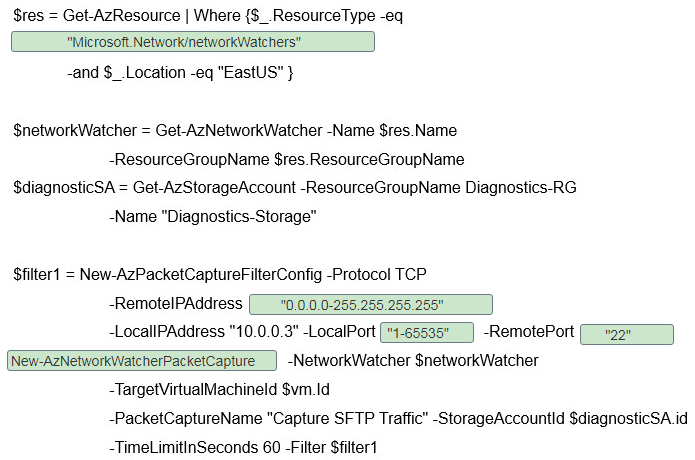 $res = Get-AzResource | Where {$_.ResourceType -eq
"Microsoft.Network/networkWatchers"
-and $_.Location -eq "EastUS" }
$networkWatcher = Get-AzNetworkWatcher -Name $res.Name
-ResourceGroupName $res.ResourceGroupName
$diagnosticSA = Get-AzStorageAccount -ResourceGroupName Diagnostics-RG
-Name "Diagnostics-Storage"
$filter1 = New-AzPacketCaptureFilterConfig -Protocol TCP
-RemoteIPAddress "0.0.0.0-255.255.255.255"
-LocalIPAddress "10.0.0.3" -LocalPort "1-65535" -RemotePort "22"
New-AzNetworkWatcherPacketCapture -NetworkWatcher $networkWatcher
-TargetVirtualMachineId $vm.Id
-PacketCaptureName "Capture SFTP Traffic" -StorageAccountId $diagnosticSA.id
-TimeLimitInSeconds 60 -Filter $filter1